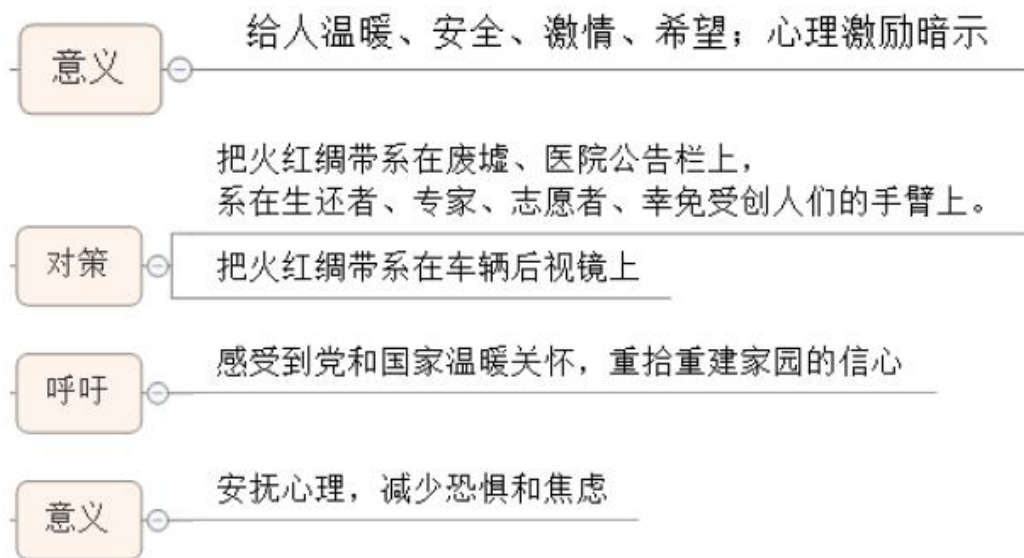 意义
给人温暖、安全、激情、希望；心理激励暗示
对策
把火红绸带系在废墟、医院公告栏上，
系在生还者、专家、志愿者、幸免受创人们的手臂上。
把火红绸带系在车辆后视镜上
呼吁
感受到党和国家温暖关怀，重拾重建家园的信心
意义
安抚心理，减少恐惧和焦虑